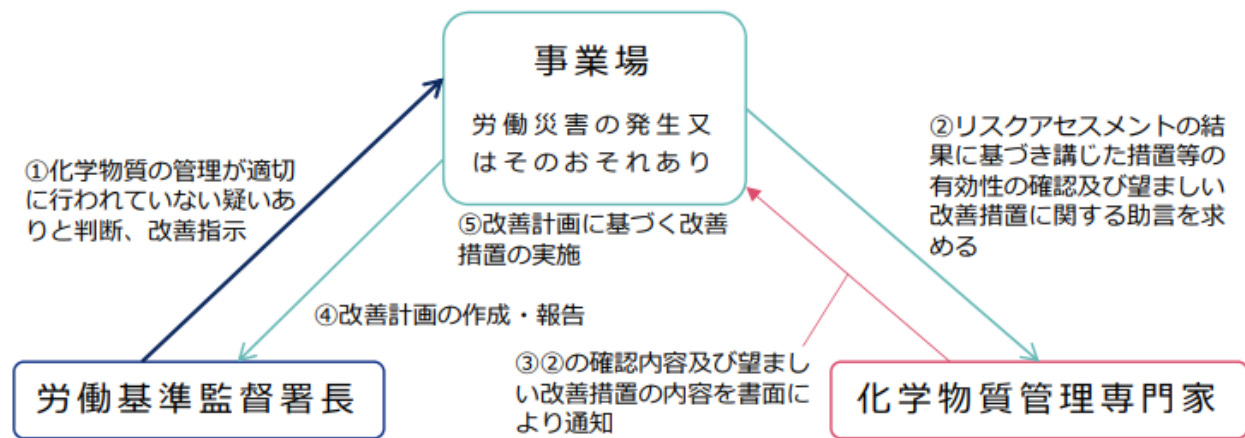 事業場
労働災害の発生又
はそのおそれあり
①化学物質の管理が適切
に行われていない疑いあ
りと判断、改善指示
②リスクアセスメントの結
果に基づき講じた措置等の
有効性の確認及び望ましい
改善措置に関する助言を求
める
⑤改善計画に基づく改善
措置の実施
④改善計画の作成・報告
③②の確認内容及び望まし
い改善措置の内容を書面に
より通知
労働基準監督署長
化学物質管理専門家